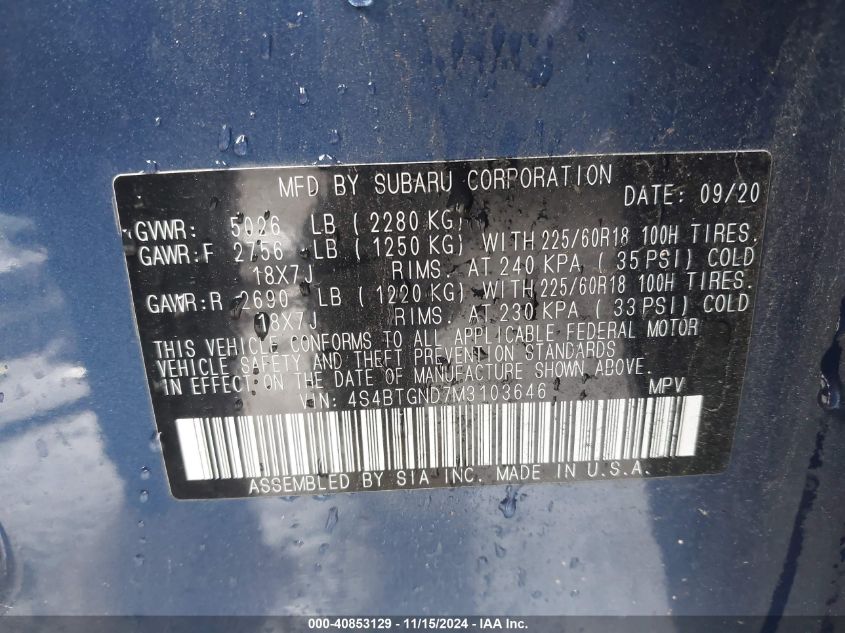 MFD BY SUBARU CORPORATION DATE: 09/20
GVWR: 5026 LB ( 2280 KG)
GAWR:F 2756 LB ( 1250 KG) WITH 225/60R18 100H TIRES.
18X7J RIMS. AT 240 KPA ( 35 PSI) COLD
GAWR:R 2690 LB ( 1220 KG) WITH 225/60R18 100H TIRES.
18X7J RIMS. AT 230 KPA ( 33 PSI) COLD
THIS VEHICLE CONFORMS TO ALL APPLICABLE FEDERAL MOTOR
VEHICLE SAFETY AND THEFT PREVENTION STANDARDS
IN EFFECT ON THE DATE OF MANUFACTURE SHOWN ABOVE.
VIN: 4S4BTGND7M3103646 MPV
ASSEMBLED BY SIA INC. MADE IN U.S.A.
000-40853129 - 11/15/2024 - IAA Inc.